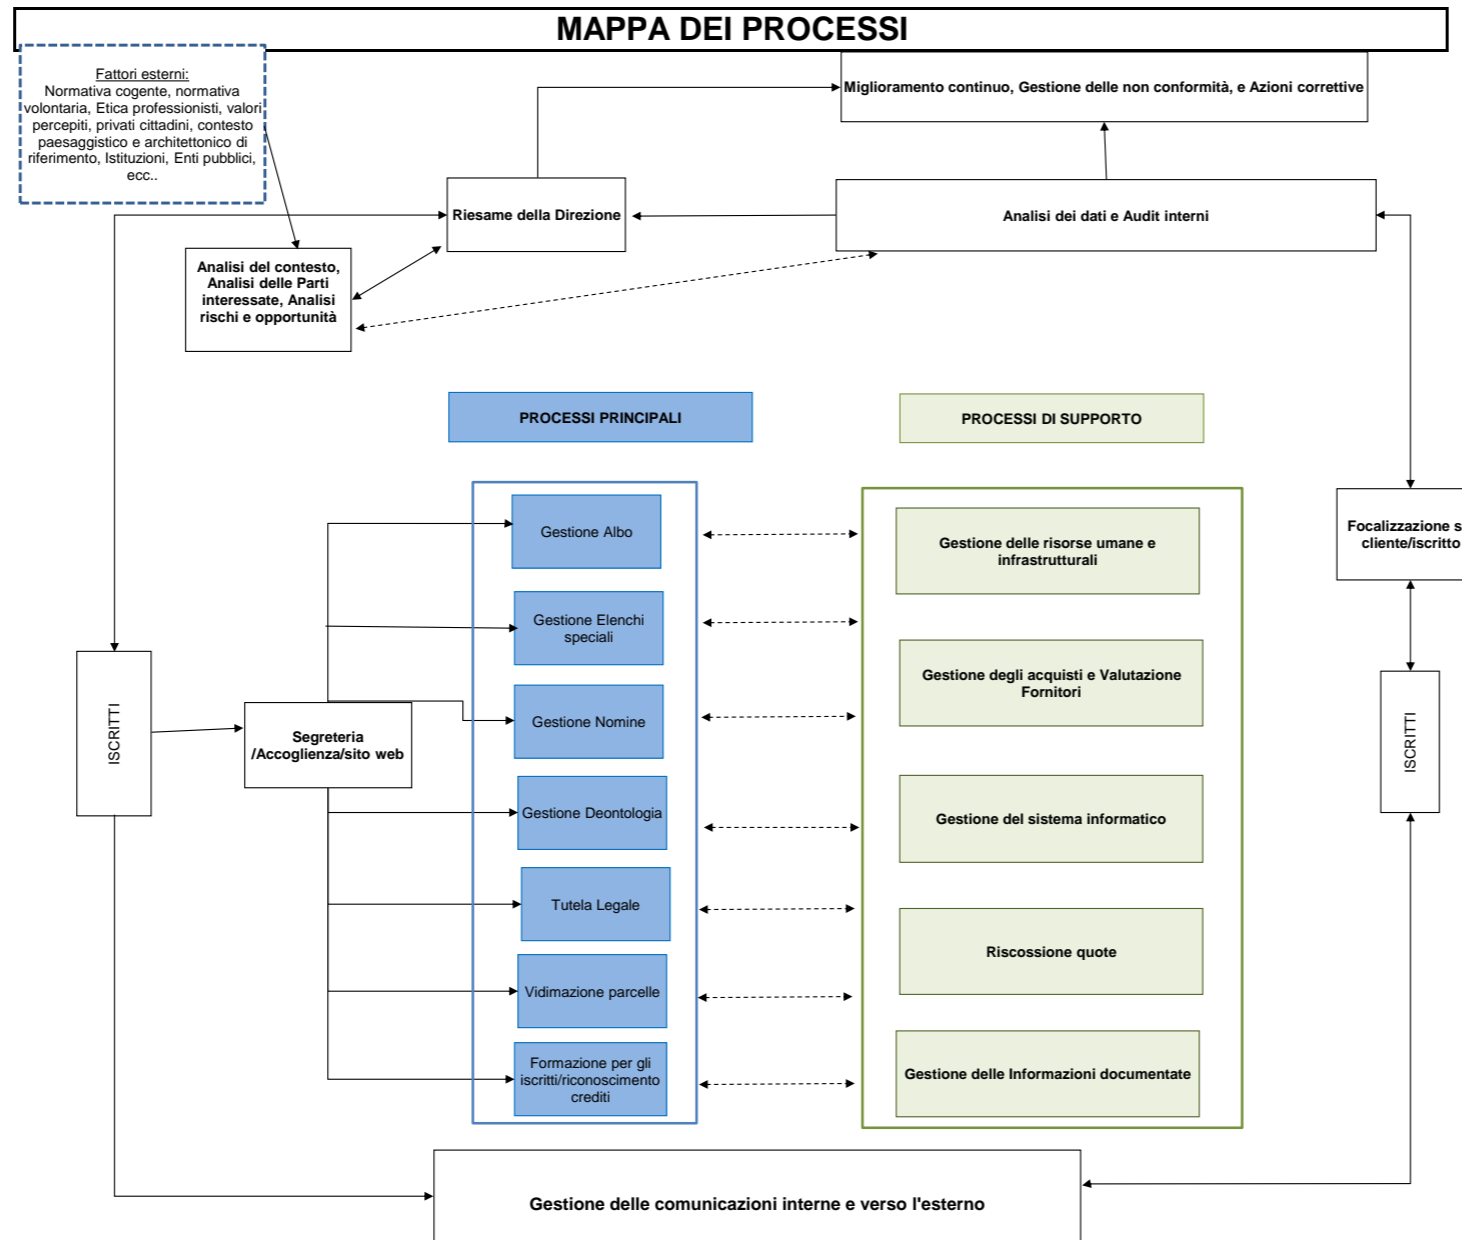 MAPPA DEI PROCESSI
Fattori esterni:
Normativa cogente, normativa
volontaria, Etica professionisti, valori
percepiti, privati cittadini, contesto
paesaggistico e architettonico di
riferimento, Istituzioni, Enti pubblici,
ecc..
Miglioramento continuo, Gestione delle non conformità, e Azioni correttive
Riesame della Direzione
Analisi dei dati e Audit interni
Analisi del contesto,
Analisi delle Parti
interessate, Analisi
rischi e opportunità
PROCESSI PRINCIPALI
PROCESSI DI SUPPORTO
Gestione Albo
Gestione Elenchi
speciali
Gestione Nomine
Gestione Deontologia
Tutela Legale
Vidimazione parcelle
Formazione per gli
iscritti/riconoscimento
crediti
Gestione delle risorse umane e
infrastrutturali
Gestione degli acquisti e Valutazione
Fornitori
Gestione del sistema informatico
Riscossione quote
Gestione delle Informazioni documentate
ISCRITTI
Segreteria
/Accoglienza/sito web
Focalizzazione
cliente/iscritto
ISCRITTI
Gestione delle comunicazioni interne e verso l'esterno